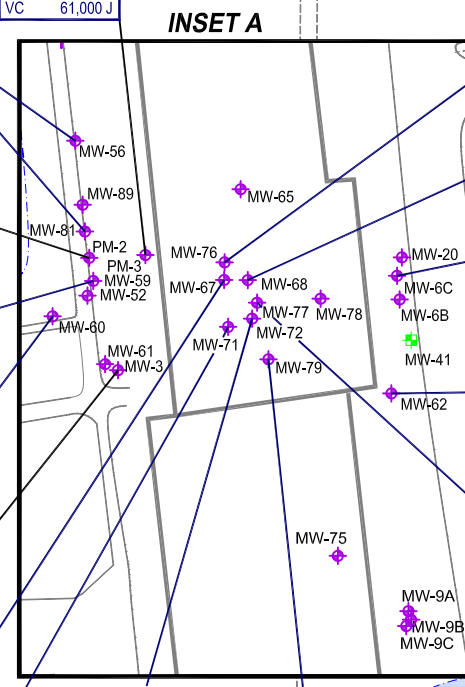 VC 61,000 J
INSET A
MW-56
MW-89
MW-65
MW-81
PM-2
MW-76
MW-20
PM-3
MW-59
MW-67
MW-68
MW-6C
MW-52
MW-77
MW-78
MW-6B
MW-60
MW-71
MW-72
MW-41
MW-61
MW-3
MW-79
MW-62
MW-75
MW-9A
MW-9B
MW-9C